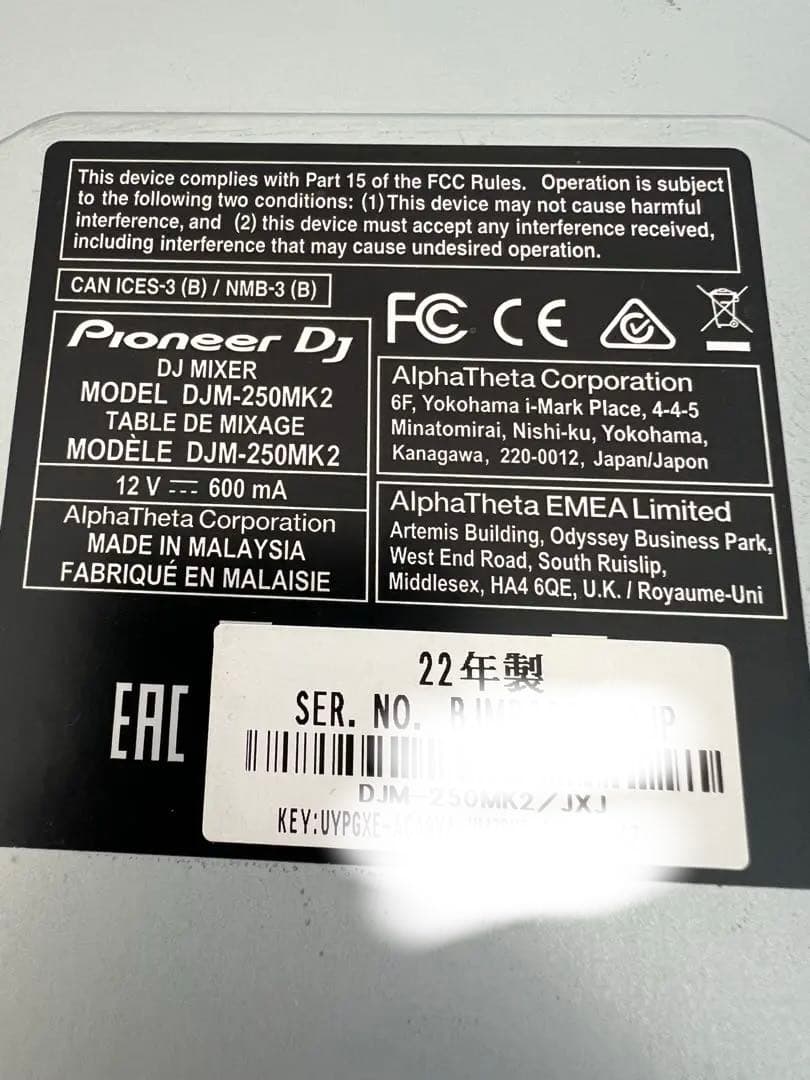 This device complies with Part 15 of the FCC Rules. Operation is subject
to the following two conditions: (1) This device may not cause harmful
interference, and (2) this device must accept any interference received,
including interference that may cause undesired operation.
CAN ICES-3 (B) / NMB-3 (B)
FC CE
Pioneer Dj
DJ MIXER
MODEL DJM-250MK2
TABLE DE MIXAGE
MODÈLE DJM-250MK2
12 V 600 mA
AlphaTheta Corporation
MADE IN MALAYSIA
FABRIQUÉ EN MALAISIE
AlphaTheta Corporation
6F, Yokohama i-Mark Place, 4-4-5
Minatomirai, Nishi-ku, Yokohama,
Kanagawa, 220-0012, Japan/Japon
AlphaTheta EMEA Limited
Artemis Building, Odyssey Business Park,
West End Road, South Ruislip,
Middlesex, HA4 6QE, U.K. / Royaume-Uni
EAC
22年製
SER. NO.
DJM-250MK2/JXJ
KEY:UYPGXE-